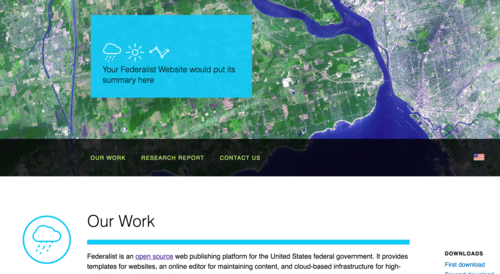 Your Federalist Website would put its
summary here
OUR WORK
RESEARCH REPORT
CONTACT US
Our Work
Federalist is an open source web publishing platform for the United States federal government. It provides
templates for websites, an online editor for maintaining content, and cloud-based infrastructure for high-
DOWNLOADS
First download
Second download